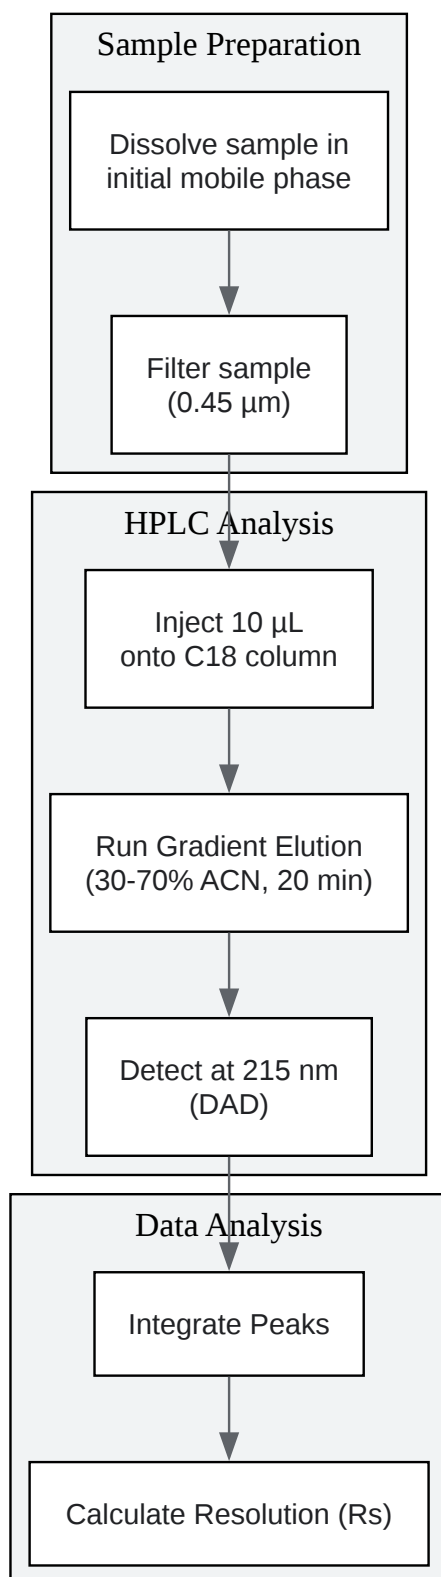 Sample Preparation
Dissolve sample in
initial mobile phase
Filter sample
(0.45 µm)
HPLC Analysis
Inject 10 µL
onto C18 column
Run Gradient Elution
(30-70% ACN, 20 min)
Detect at 215 nm
(DAD)
Data Analysis
Integrate Peaks
Calculate Resolution (Rs)